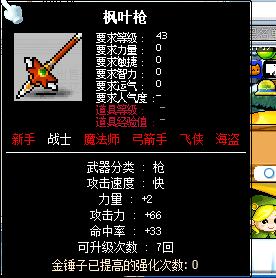 枫叶枪
要求等级: 43
要求力量: 0
要求敏捷: 0
要求智力: 0
要求运气: 0
要求人气度: -
道具等级: -
道具经验值: -
新手 战士 魔法师 弓箭手 飞侠 海盗
武器分类 : 枪
攻击速度 : 快
力量 : +2
攻击力 : +66
命中率 : +33
可升级次数 : 7回
金锤子已提高的强化次数: 0